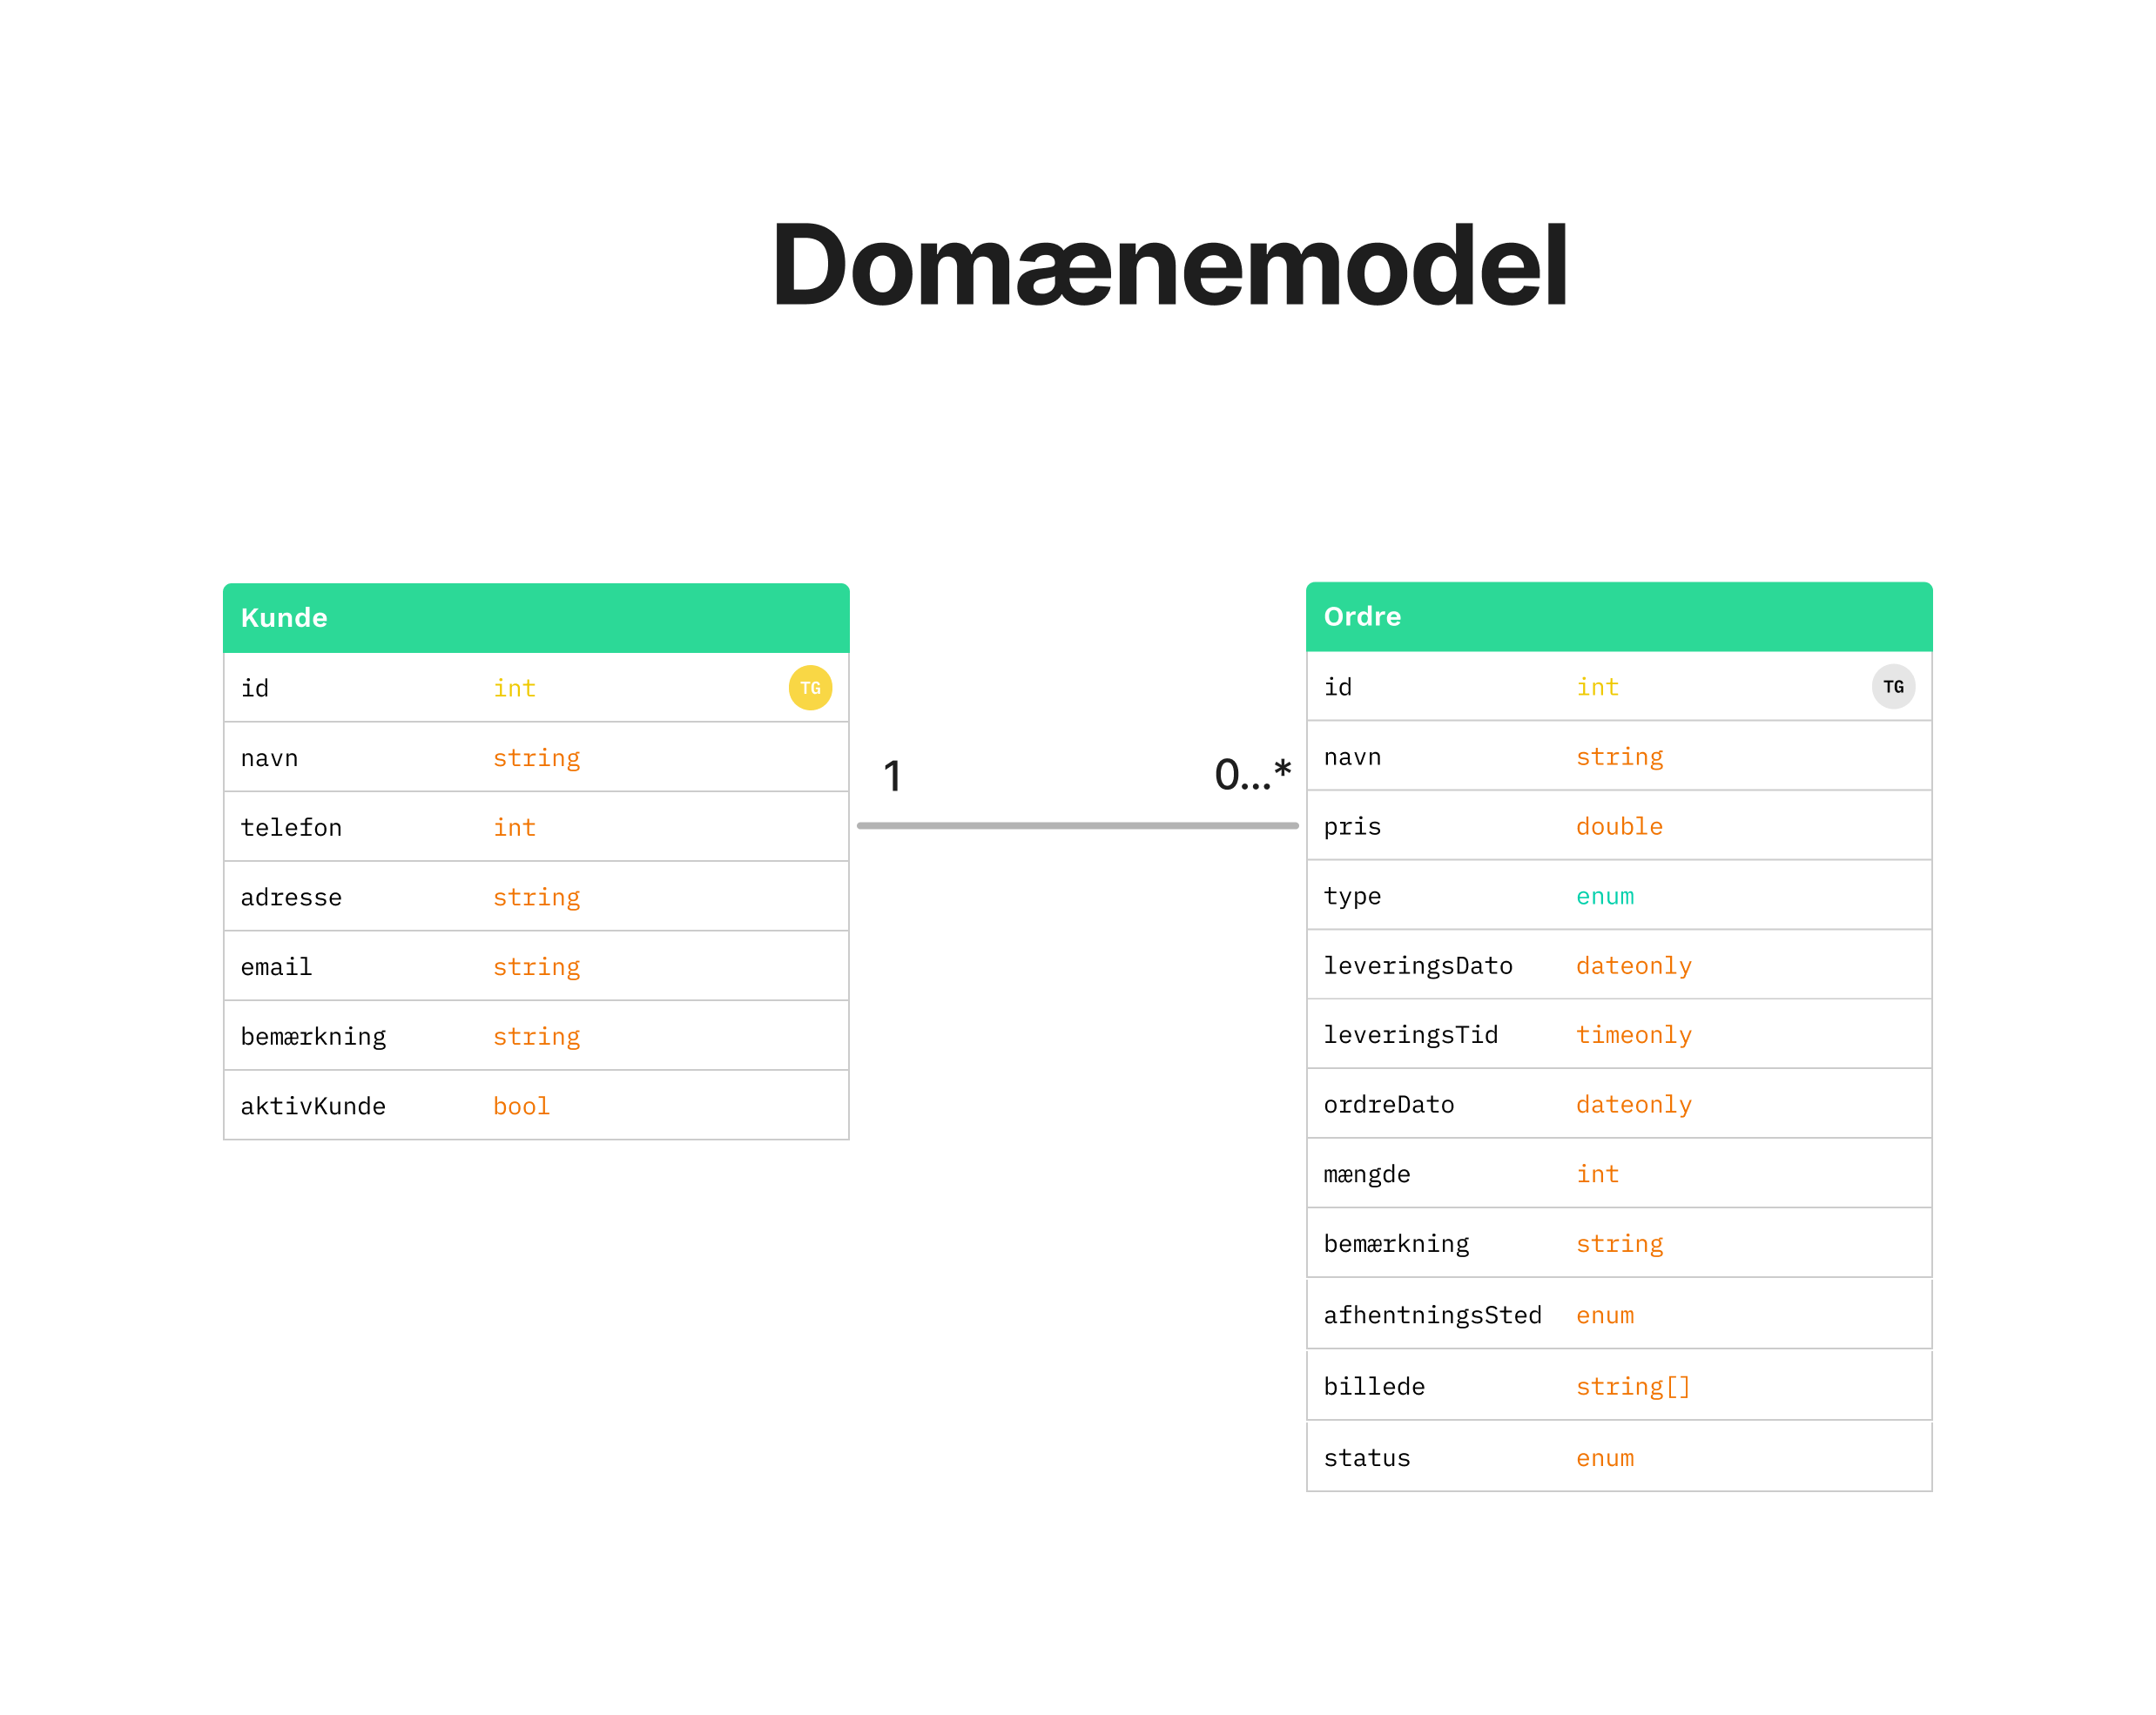 Domænemodel
Kunde
id int TG
navn string
telefon int
adresse string
email string
bemærkning string
aktivKunde bool
1 0...*
Ordre
id int TG
navn string
pris double
type enum
leveringsDato dateonly
leveringsTid timeonly
ordreDato dateonly
mængde int
bemærkning string
afhentningsSted enum
billede string[]
status enum